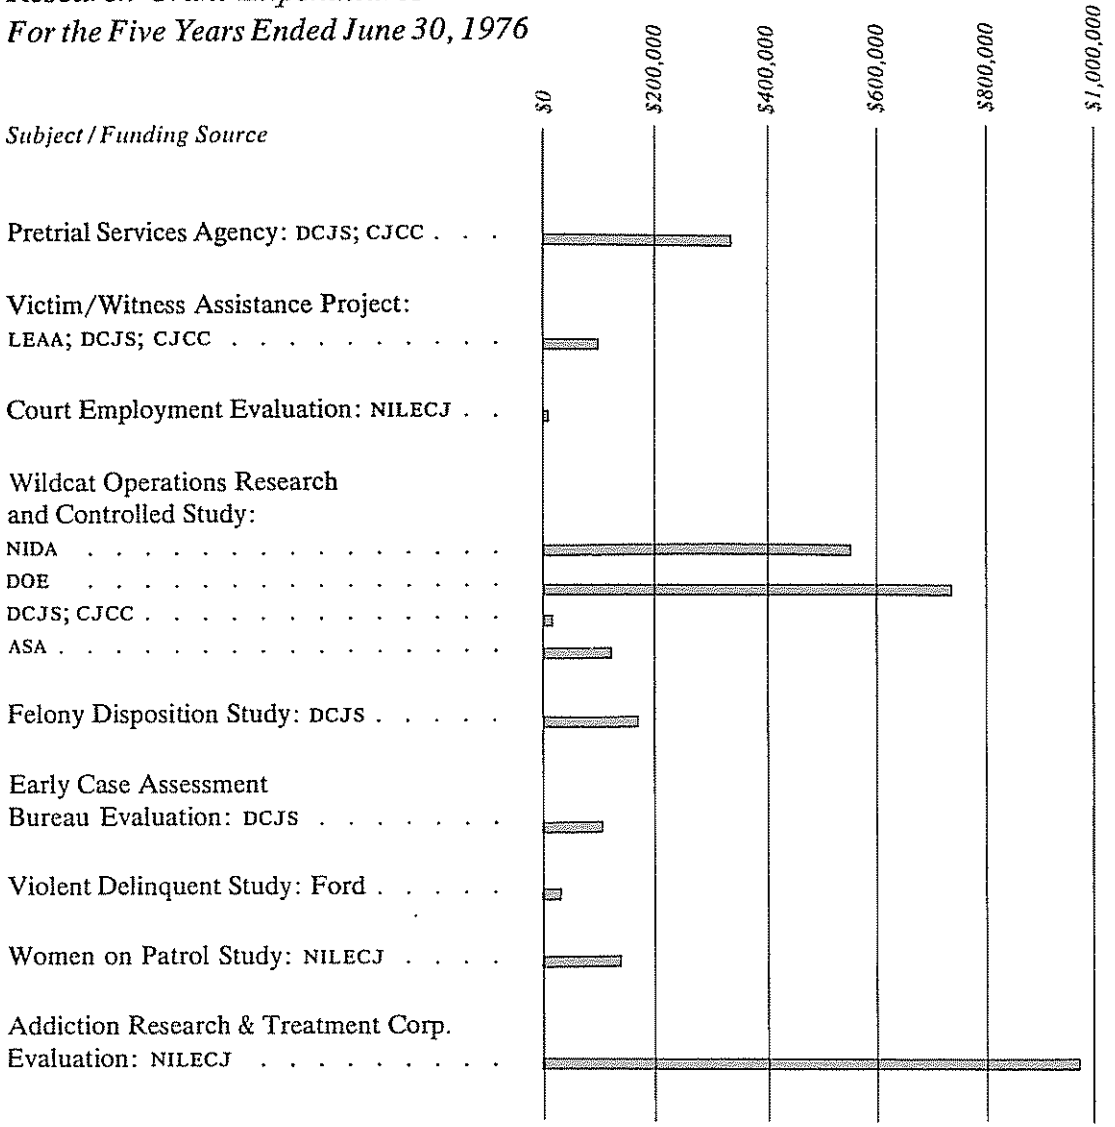 For the Five Years Ended June 30, 1976
$0
$200,000
$400,000
$600,000
$800,000
$1,000,000
Subject / Funding Source
Pretrial Services Agency: DCJS; CJCC . . .
Victim/Witness Assistance Project:
LEAA; DCJS; CJCC . . . . . . . . . .
Court Employment Evaluation: NILECJ . .
Wildcat Operations Research
and Controlled Study:
NIDA . . . . . . . . . . . . . . .
DOE . . . . . . . . . . . . . . .
DCJS; CJCC . . . . . . . . . . . . .
ASA . . . . . . . . . . . . . . . .
Felony Disposition Study: DCJS . . . . .
Early Case Assessment
Bureau Evaluation: DCJS . . . . . . .
Violent Delinquent Study: Ford . . . . .
Women on Patrol Study: NILECJ . . . .
Addiction Research & Treatment Corp.
Evaluation: NILECJ . . . . . . . . .